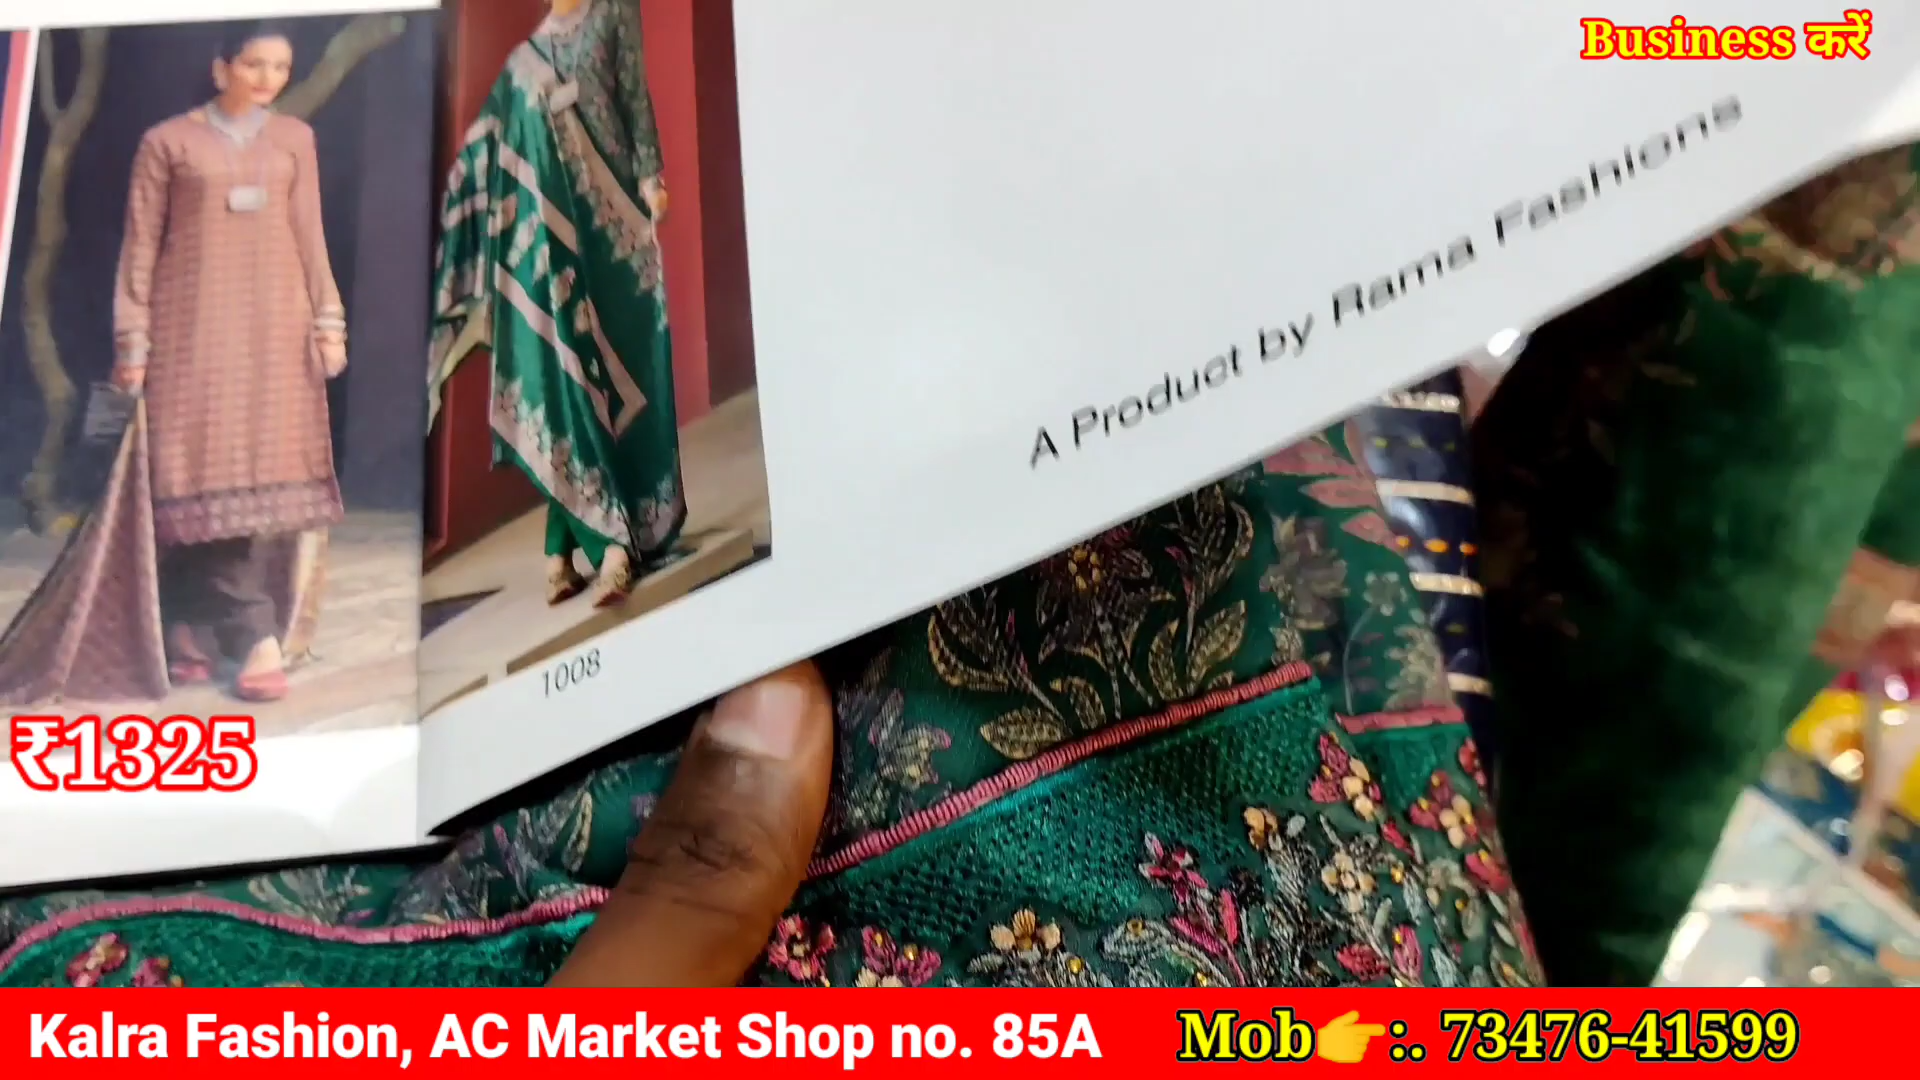 Business करें
A Product by Rama Fashions
1008
₹1325
Kalra Fashion, AC Market Shop no. 85A
Mob👉:. 73476-41599